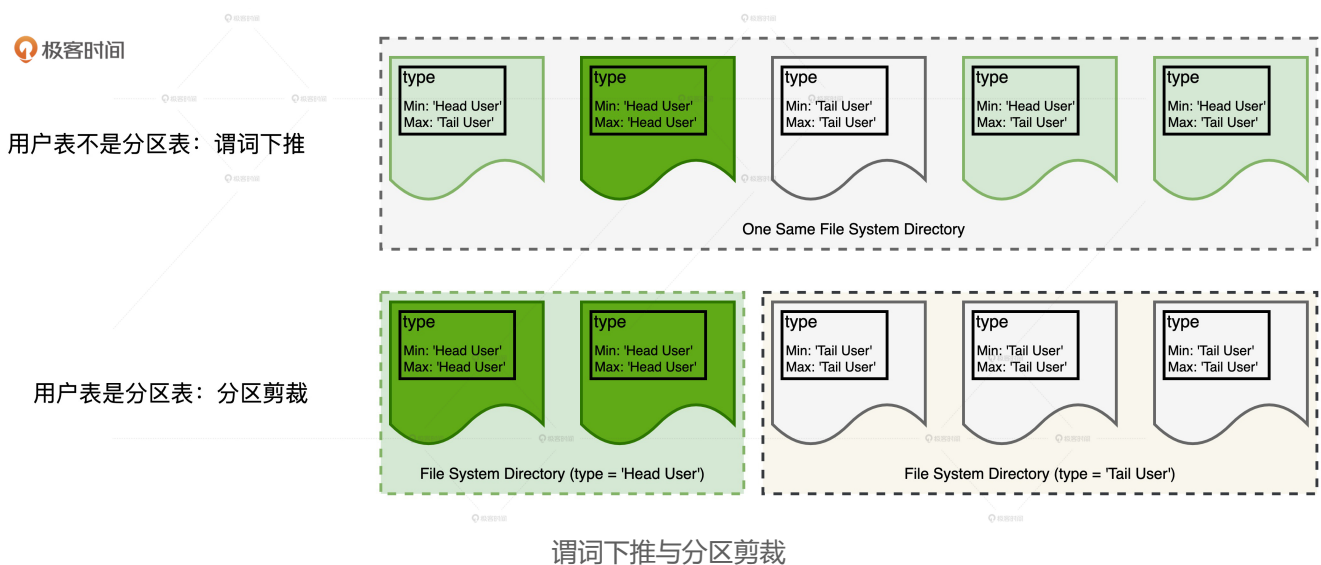 极客时间
用户表不是分区表：谓词下推
type
Min: 'Head User'
Max: 'Tail User'
type
Min: 'Head User'
Max: 'Head User'
type
Min: 'Tail User'
Max: 'Tail User'
type
Min: 'Head User'
Max: 'Tail User'
type
Min: 'Head User'
Max: 'Tail User'
One Same File System Directory
用户表是分区表：分区剪裁
type
Min: 'Head User'
Max: 'Head User'
type
Min: 'Head User'
Max: 'Head User'
File System Directory (type = 'Head User')
type
Min: 'Tail User'
Max: 'Tail User'
type
Min: 'Tail User'
Max: 'Tail User'
type
Min: 'Tail User'
Max: 'Tail User'
File System Directory (type = 'Tail User')
谓词下推与分区剪裁